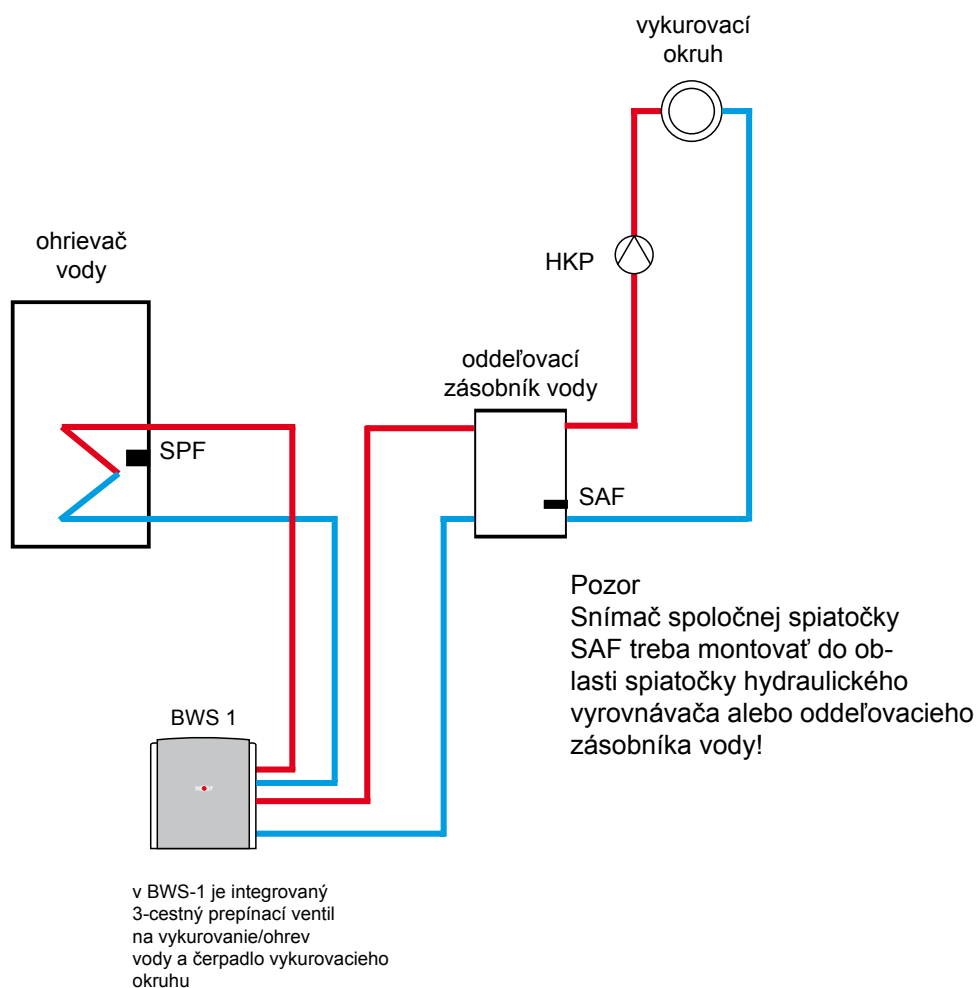 vykurovací
okruh
ohrievač
vody
HKP
oddeľovací
zásobník vody
SPF
SAF
Pozor
Snímač spoločnej spiatočky
SAF treba montovať do ob-
lasti spiatočky hydraulického
vyrovnávača alebo oddeľovacieho
zásobníka vody!
BWS 1
v BWS-1 je integrovaný
3-cestný prepínací ventil
na vykurovanie/ohrev
vody a čerpadlo vykurovacieho
okruhu